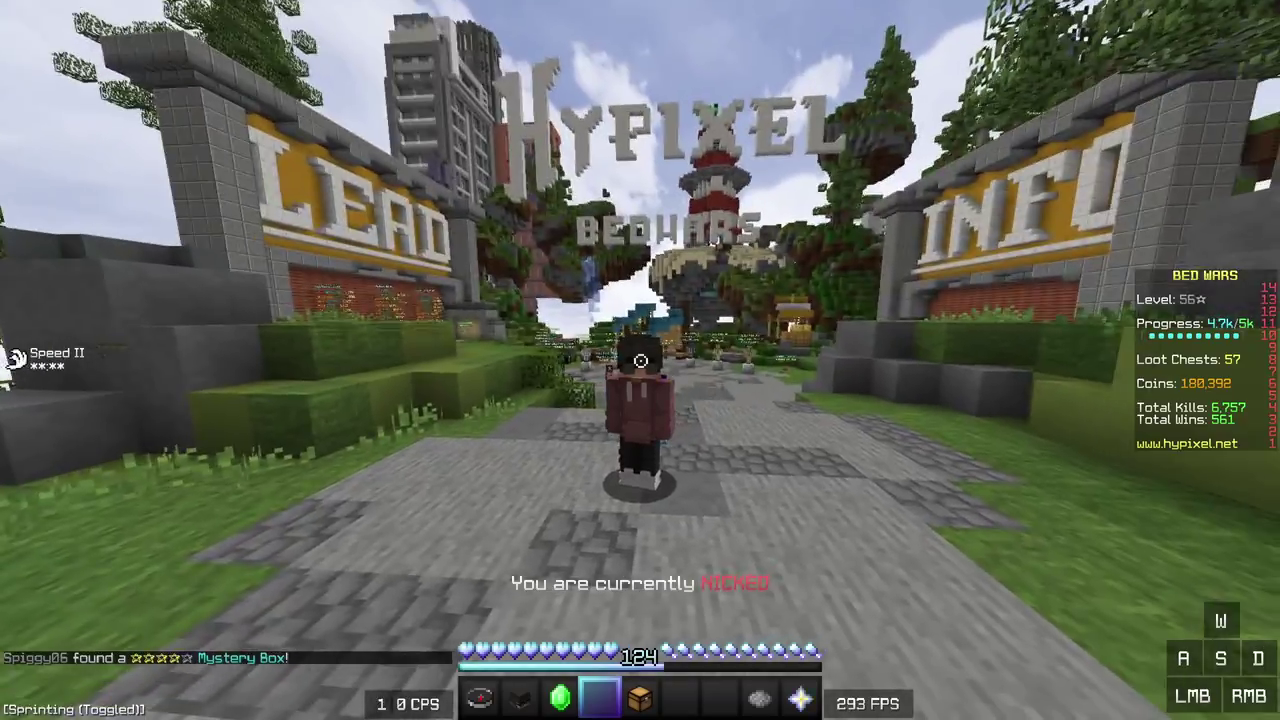 HYPIXEL
BEDWARS
LEAD
INFO
BED WARS
Level: 56☆
Progress: 4.7k/5k
Loot Chests: 57
Coins: 180,392
Total Kills: 6,757
Total Wins: 561
www.hypixel.net
14
13
12
11
10
9
8
7
6
5
4
3
2
1
Speed II
**:**
You are currently NICKED
Spiggy06 found a ☆☆☆☆☆ Mystery Box!
124
1 0 CPS
293 FPS
[Sprinting (Toggled)]
W
A S D
LMB RMB